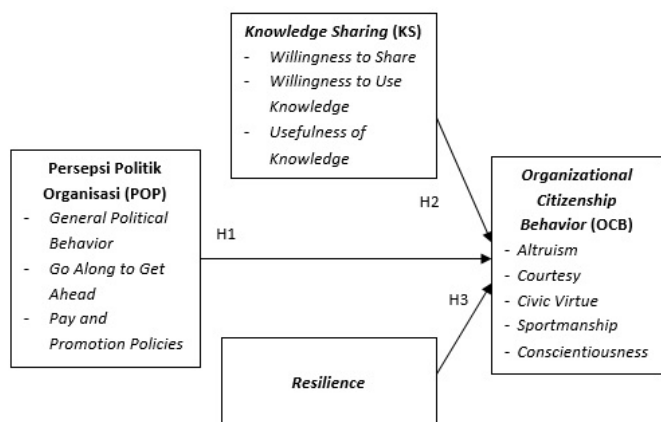 Knowledge Sharing (KS)
- Willingness to Share
- Willingness to Use
Knowledge
- Usefulness of
Knowledge
Persepsi Politik
Organisasi (POP)
- General Political
Behavior
- Go Along to Get
Ahead
- Pay and
Promotion Policies
H1
H2
H3
Resilience
Organizational
Citizenship
Behavior (OCB)
- Altruism
- Courtesy
- Civic Virtue
- Sportmanship
- Conscientiousness